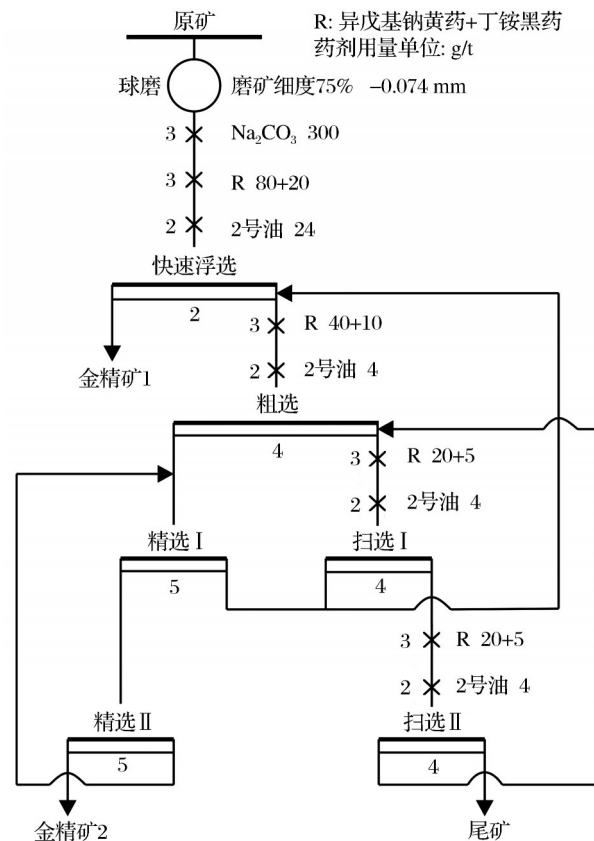 原矿
R: 异戊基钠黄药+丁铵黑药
药剂用量单位: g/t
球磨 磨矿细度75% -0.074 mm
3 Na₂CO₃ 300
3 R 80+20
2 2号油 24
快速浮选
2
3 R 40+10
金精矿1
2 2号油 4
粗选
4
3 R 20+5
2 2号油 4
精选Ⅰ 扫选Ⅰ
5 4
3 R 20+5
2 2号油 4
精选Ⅱ 扫选Ⅱ
5 4
金精矿2 尾矿